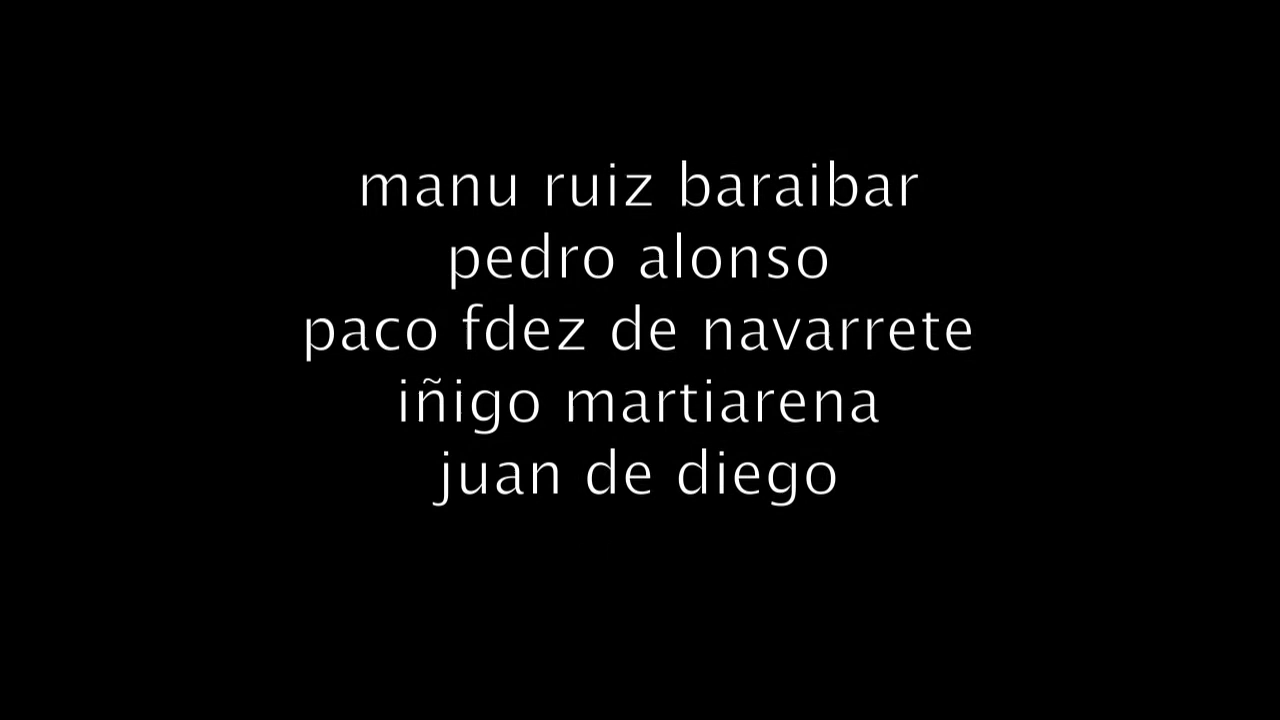 manu ruiz baraibar
pedro alonso
paco fdez de navarrete
iñigo martiarena
juan de diego